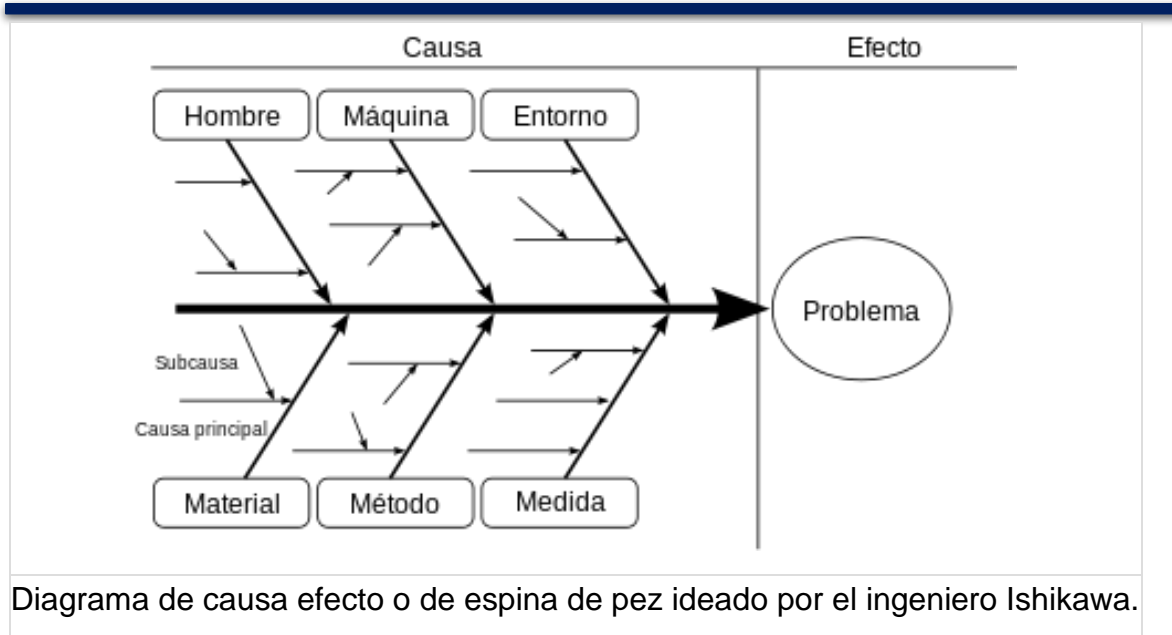 Causa
Efecto
Hombre
Máquina
Entorno
Problema
Subcausa
Causa principal
Material
Método
Medida
Diagrama de causa efecto o de espina de pez ideado por el ingeniero Ishikawa.